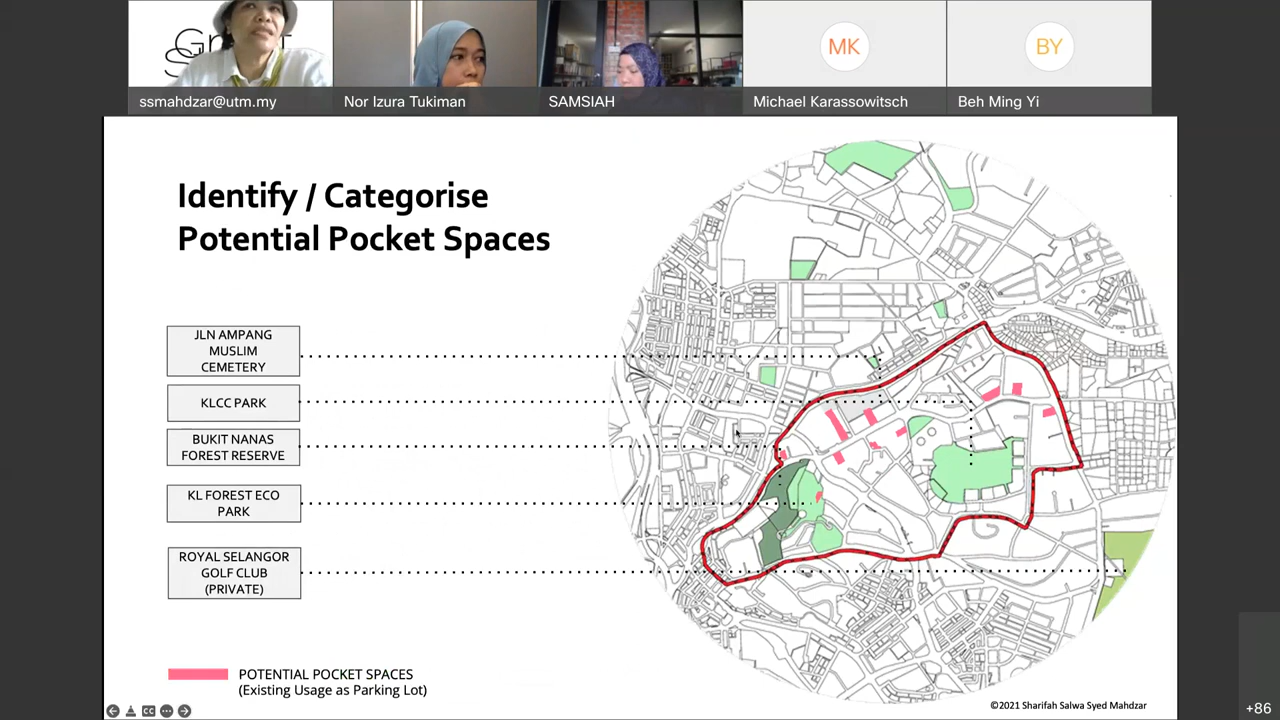 ssmahdzar@utm.my
Nor Izura Tukiman
SAMSIAH
MK
Michael Karassowitsch
BY
Beh Ming Yi
Identify / Categorise
Potential Pocket Spaces
JLN AMPANG
MUSLIM
CEMETERY
KLCC PARK
BUKIT NANAS
FOREST RESERVE
KL FOREST ECO
PARK
ROYAL SELANGOR
GOLF CLUB
(PRIVATE)
POTENTIAL POCKET SPACES
(Existing Usage as Parking Lot)
©2021 Sharifah Salwa Syed Mahdzar
CC
+86